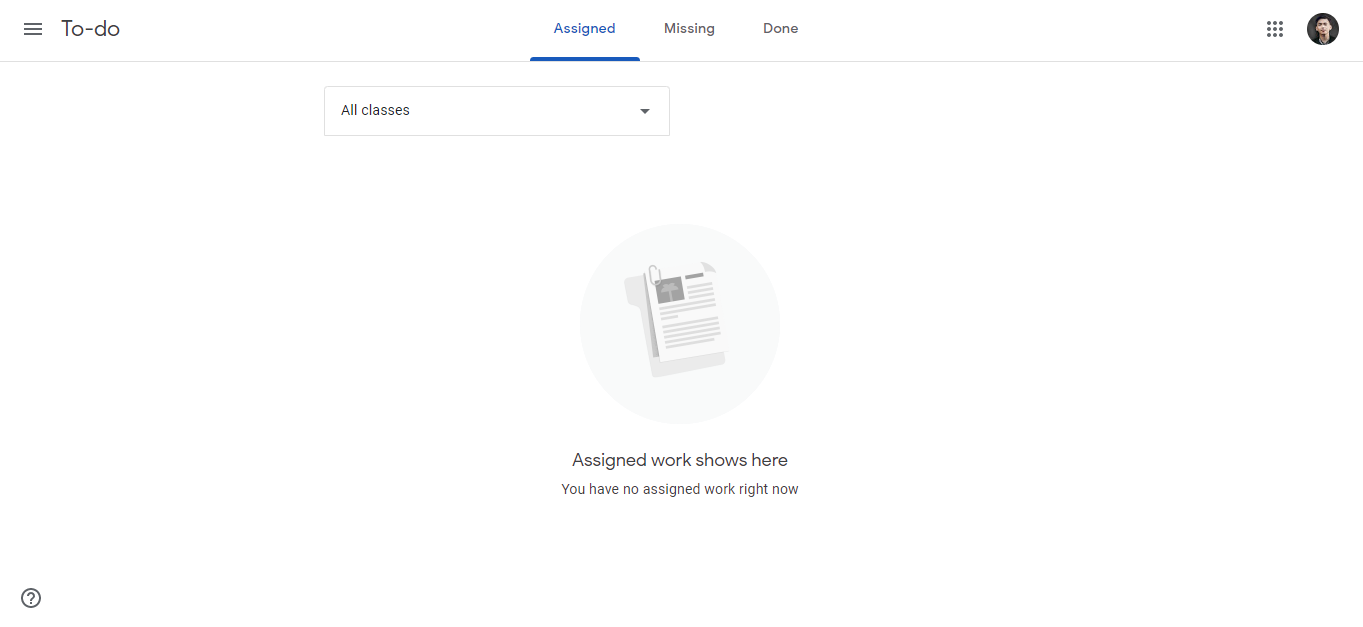 To-do
Assigned
Missing
Done
All classes
Assigned work shows here
You have no assigned work right now